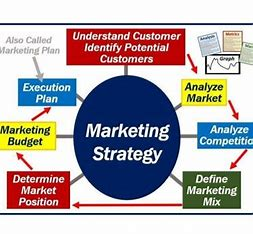 Also Called
Marketing Plan
Understand Customer
Identify Potential
Customers
Metrics
Graph
Execution
Plan
Analyze
Market
Marketing
Budget
Marketing
Strategy
Analyze
Competition
Determine
Market
Position
Define
Marketing
Mix